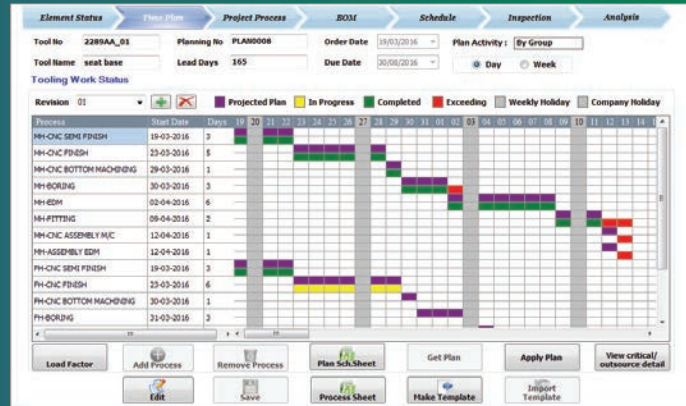 Element Status Time Plan Project Process BOM Schedule Inspection Analysis
Tool No 2289AA_01 Planning No PLAN0008 Order Date 19/03/2016 Plan Activity : By Group
Tool Name seat base Lead Days 165 Due Date 30/08/2016 Day Week
Tooling Work Status
Revision 01 Projected Plan In Progress Completed Exceeding Weekly Holiday Company Holiday
Process Start Date Days 19 20 21 22 23 24 25 26 27 28 29 30 31 01 02 03 04 05 06 07 08 09 10 11 12 13 14
MH-CNC SEMI FINISH 19-03-2016 3
MH-CNC FINISH 23-03-2016 5
MH-CNC BOTTOM MACHINING 29-03-2016 1
MH-BORING 30-03-2016 3
MH-EDM 02-04-2016 6
MH-FITTING 09-04-2016 2
MH-CNC ASSEMBLY M/C 12-04-2016 1
MH-ASSEMBLY EDM 12-04-2016 1
FH-CNC SEMI FINISH 19-03-2016 3
FH-CNC FINISH 23-03-2016 6
FH-CNC BOTTOM MACHINING 30-03-2016 1
FH-BORING 31-03-2016 3
Load Factor Add Process Remove Process Plan Sch.Sheet Get Plan Apply Plan View critical/
outsource detail
Edit Save Process Sheet Make Template Import
Template